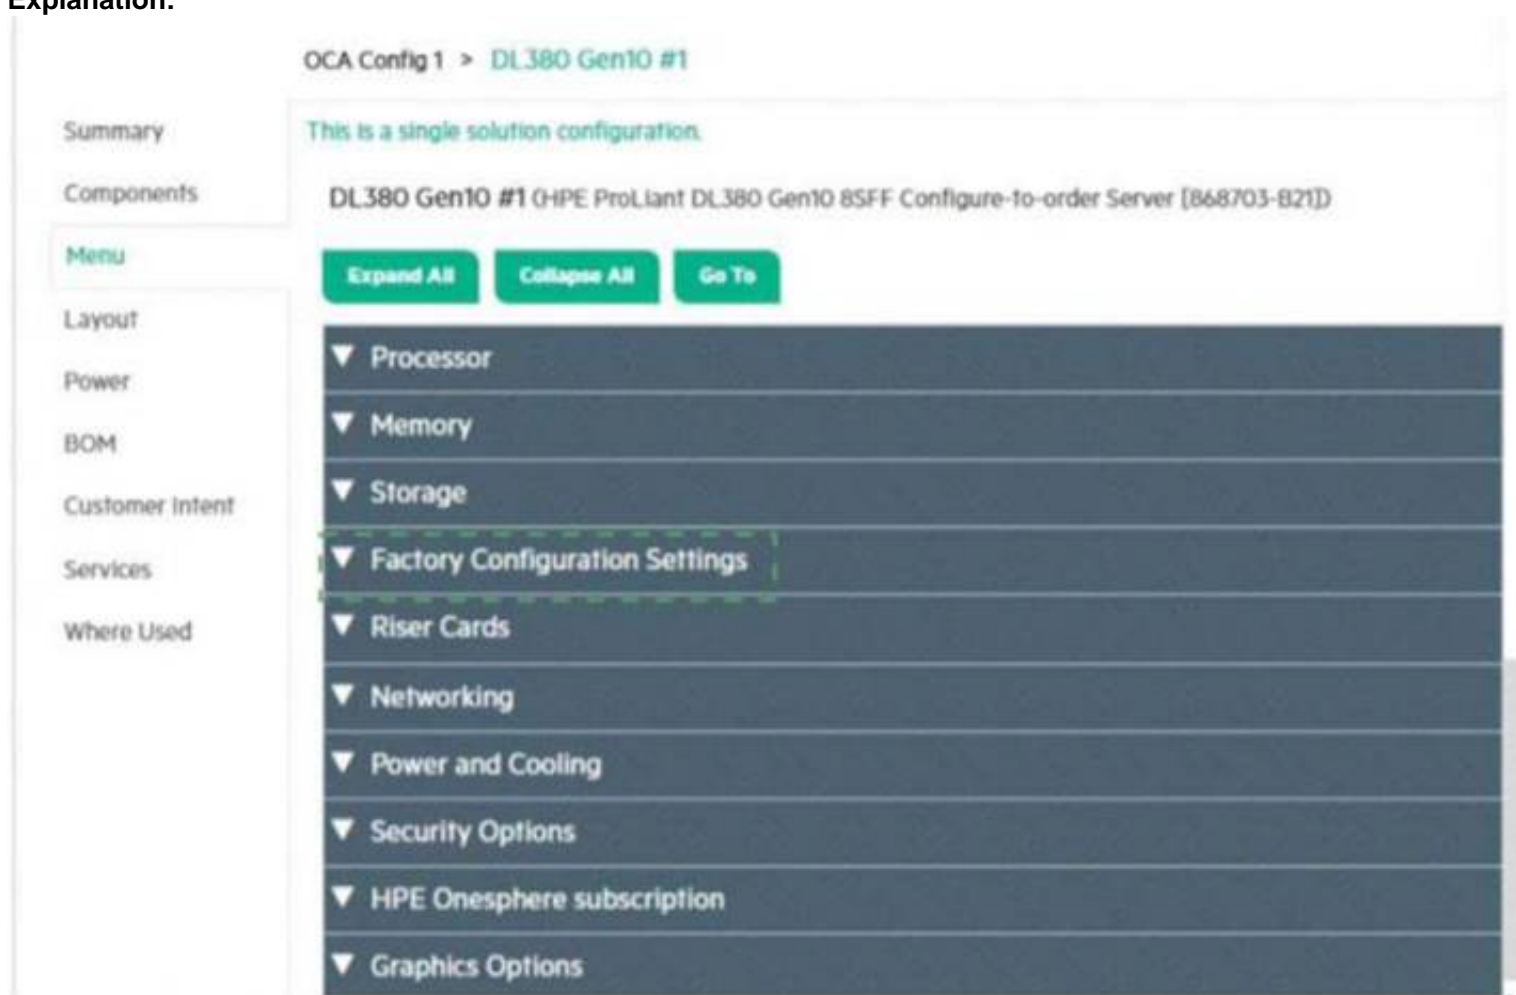 Explanation:
OCA Config 1 > DL380 Gen10 #1
Summary
Components
Menu
Layout
Power
BOM
Customer Intent
Services
Where Used
This is a single solution configuration.
DL380 Gen10 #1 (HPE ProLiant DL380 Gen10 8SFF Configure-to-order Server [868703-B21])
Expand All Collapse All Go To
Processor
Memory
Storage
Factory Configuration Settings
Riser Cards
Networking
Power and Cooling
Security Options
HPE Onesphere subscription
Graphics Options